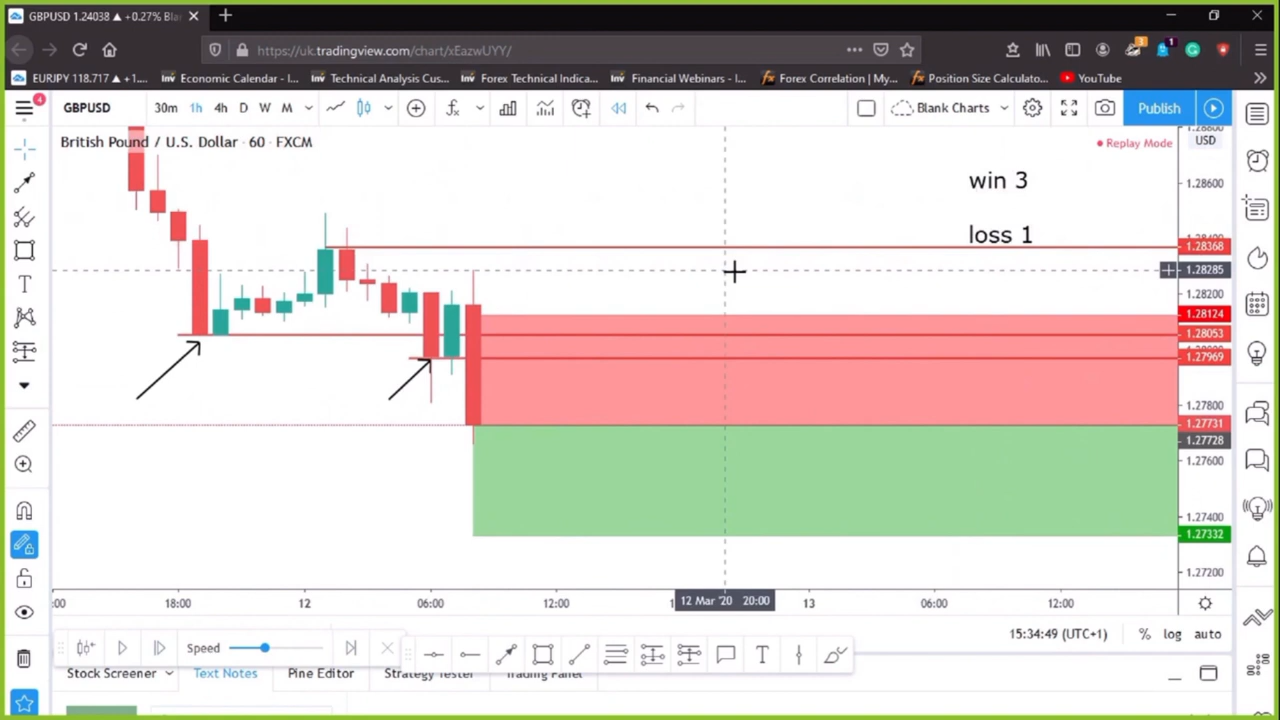 GBPUSD 1.24038 ▲ +0.27% Bla
https://uk.tradingview.com/chart/xEazwUYY/
3
1
EURJPY 118.717 ▲ +1.... Economic Calendar - I... Technical Analysis Cus... Forex Technical Indica... Financial Webinars - I... Forex Correlation | My... Position Size Calculato... YouTube
4
GBPUSD 30m 1h 4h D W M Blank Charts Publish
British Pound / U.S. Dollar · 60 · FXCM
Replay Mode
USD
1.28800
win 3
1.28600
loss 1
1.28368
1.28285
1.28200
1.28124
1.28053
1.27969
1.27800
1.27731
1.27728
1.27600
1.27400
1.27332
1.27200
:00 18:00 12 06:00 12:00 12 Mar '20 20:00 13 06:00 12:00
15:34:49 (UTC+1) % log auto
Speed
Stock Screener Text Notes Pine Editor Strategy Tester Trading Panel